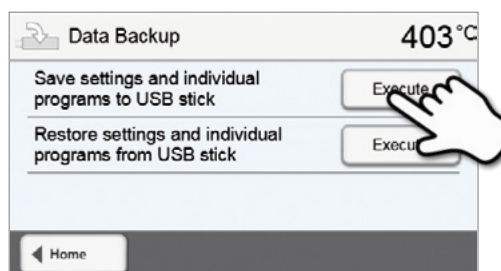 Data Backup 403°C
Save settings and individual
programs to USB stick
Execute
Restore settings and individual
programs from USB stick
Home